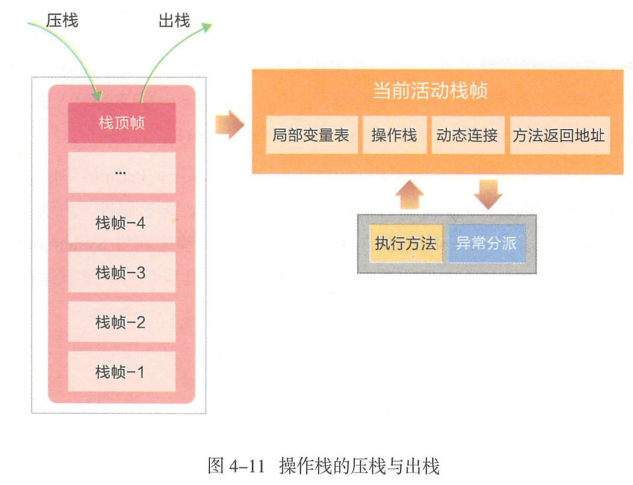 压栈
出栈
栈顶帧
...
栈帧-4
栈帧-3
栈帧-2
栈帧-1
当前活动栈帧
局部变量表
操作栈
动态连接
方法返回地址
执行方法
异常分派
图 4-11 操作栈的压栈与出栈